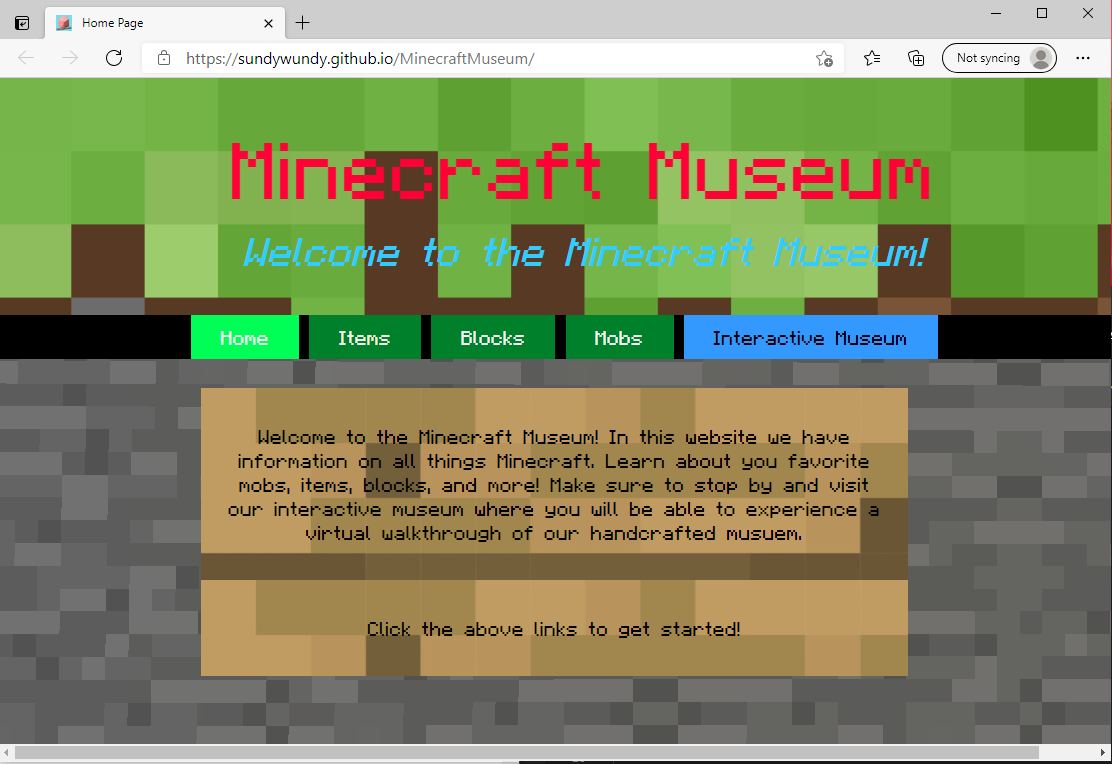 Home Page
https://sundywundy.github.io/MinecraftMuseum/
Not syncing
Minecraft Museum
Welcome to the Minecraft Museum!
Home Items Blocks Mobs Interactive Museum
Welcome to the Minecraft Museum! In this website we have
information on all things Minecraft. Learn about you favorite
mobs, items, blocks, and more! Make sure to stop by and visit
our interactive museum where you will be able to experience a
virtual walkthrough of our handcrafted musuem.
Click the above links to get started!